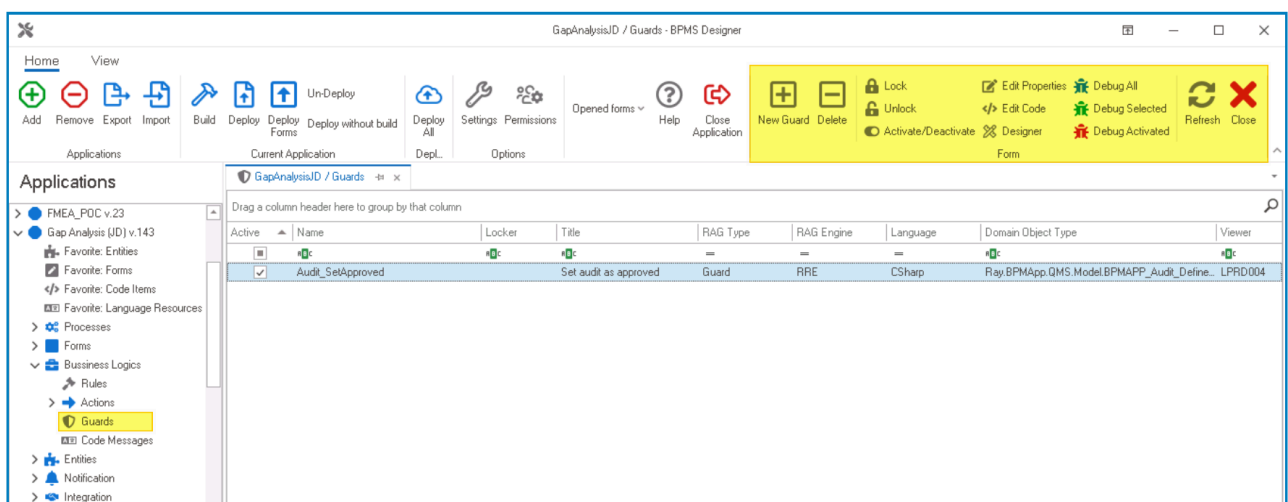 GapAnalysisJD / Guards - BPMS Designer
Home View
Add Remove Export Import Build Deploy Deploy Forms Un-Deploy Deploy without build Deploy All Settings Permissions Opened forms Help Close Application New Guard Delete Lock Unlock Activate/Deactivate Edit Properties Edit Code Designer Debug All Debug Selected Debug Activated Refresh Close
Applications Current Application Depl... Options Form
Applications
GapAnalysisJD / Guards
Drag a column header here to group by that column
Active Name Locker Title RAG Type RAG Engine Language Domain Object Type Viewer
Audit_SetApproved Set audit as approved Guard RRE CSharp Ray.BPMApp.QMS.Model.BPMAPP_Audit_Define... LPRD004
FMEA_POC v.23
Gap Analysis (JD) v.143
Favorite: Entities
Favorite: Forms
Favorite: Code Items
Favorite: Language Resources
Processes
Forms
Bussiness Logics
Rules
Actions
Guards
Code Messages
Entities
Notification
Integration